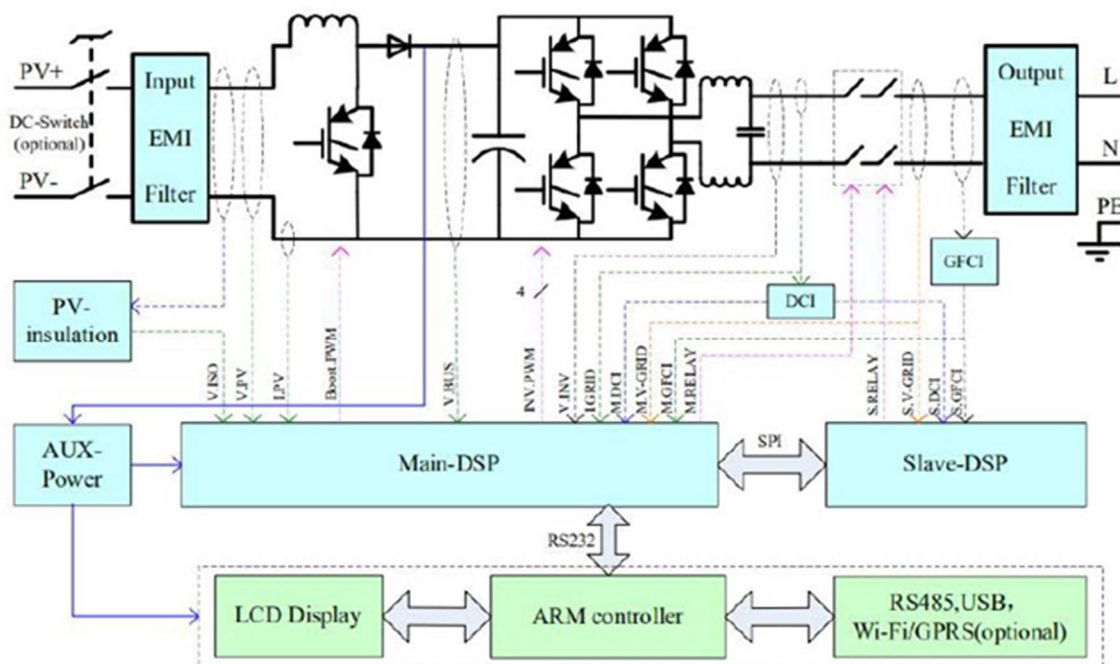 PV+
DC-Switch
(optional)
PV-
Input
EMI
Filter
Output
EMI
Filter
L
N
PE
GFCI
DCI
4
PV-
insulation
V.ISO
V.PV
I.PV
Boost.PWM
V.BUS
INV.PWM
V.INV
I.GRID
M.DCI
M.V-GRID
M.GFCI
M.RELAY
S.RELAY
S.V-GRID
S.DCI
S.GFCI
AUX-
Power
Main-DSP
SPI
Slave-DSP
RS232
LCD Display
ARM controller
RS485,USB,
Wi-Fi/GPRS(optional)